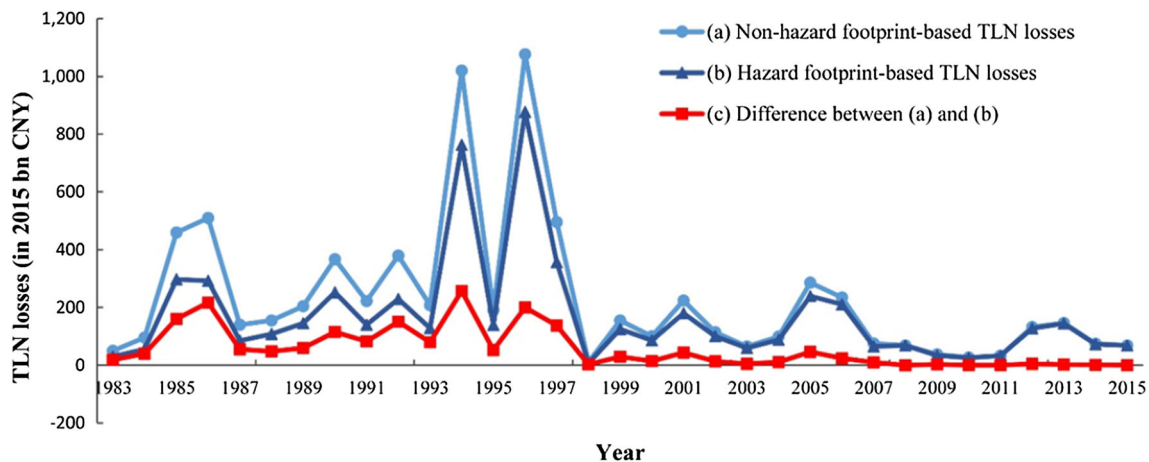 1,200
1,000
800
600
400
200
0
-200
TLN losses (in 2015 bn CNY)
(a) Non-hazard footprint-based TLN losses
(b) Hazard footprint-based TLN losses
(c) Difference between (a) and (b)
1983 1985 1987 1989 1991 1993 1995 1997 1999 2001 2003 2005 2007 2009 2011 2013 2015
Year